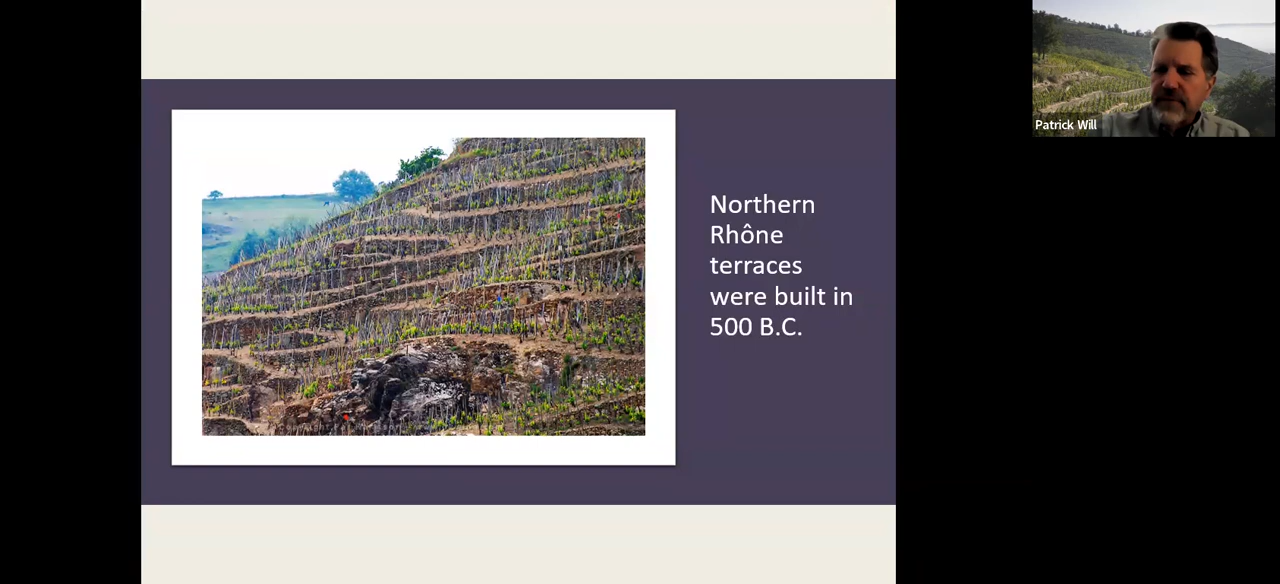 Northern
Rhône
terraces
were built in
500 B.C.
Patrick Will